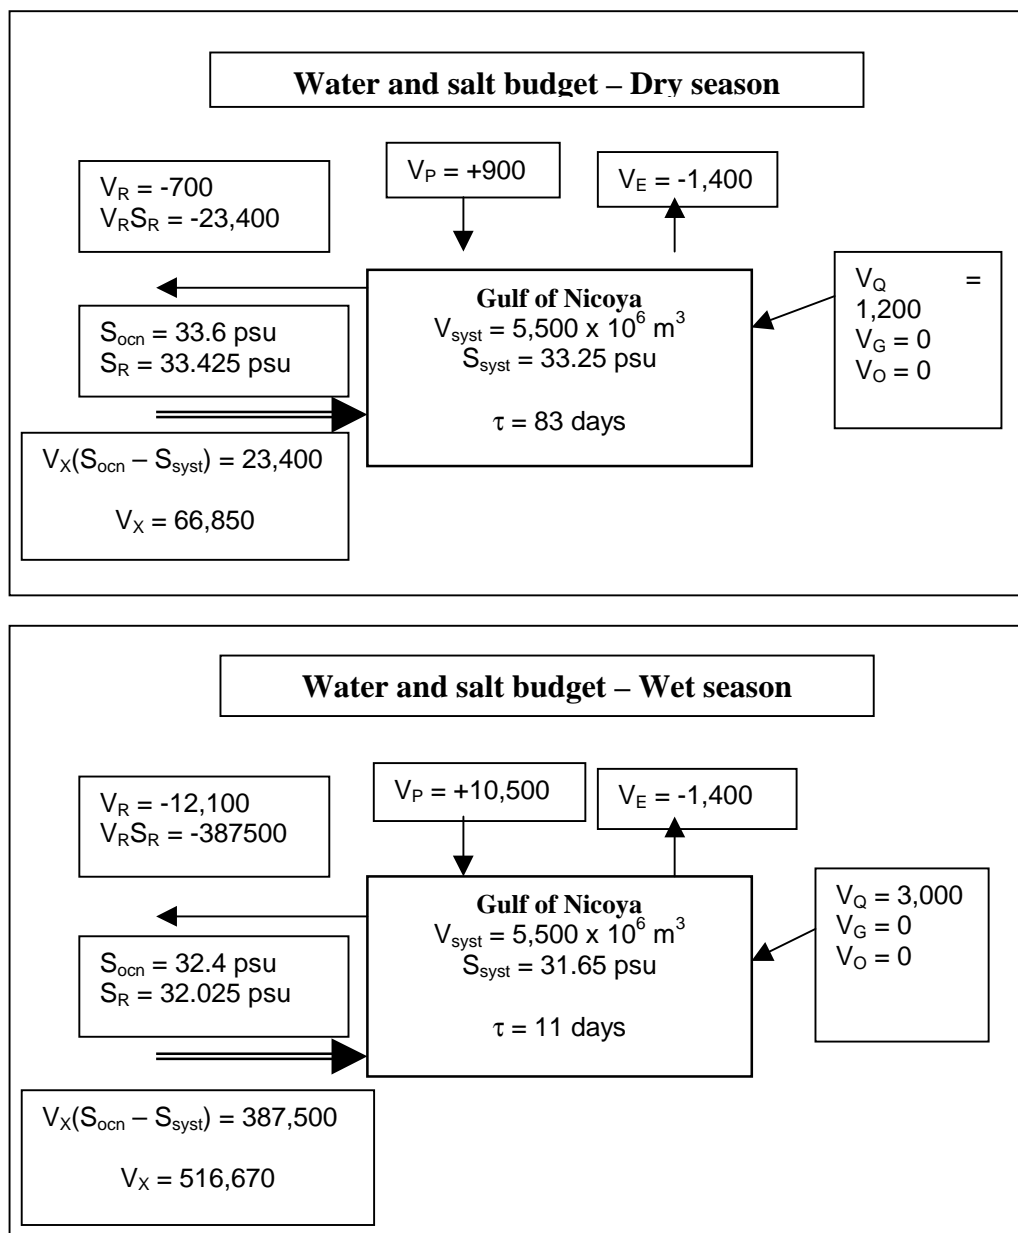 Water and salt budget – Dry season
V_P = +900
V_E = -1,400
V_R = -700
V_RS_R = -23,400
V_Q =
1,200
V_G = 0
V_O = 0
Gulf of Nicoya
V_syst = 5,500 x 10^6 m^3
S_syst = 33.25 psu
τ = 83 days
S_ocn = 33.6 psu
S_R = 33.425 psu
V_X(S_ocn – S_syst) = 23,400
V_X = 66,850
Water and salt budget – Wet season
V_P = +10,500
V_E = -1,400
V_R = -12,100
V_RS_R = -387500
V_Q = 3,000
V_G = 0
V_O = 0
Gulf of Nicoya
V_syst = 5,500 x 10^6 m^3
S_syst = 31.65 psu
τ = 11 days
S_ocn = 32.4 psu
S_R = 32.025 psu
V_X(S_ocn – S_syst) = 387,500
V_X = 516,670